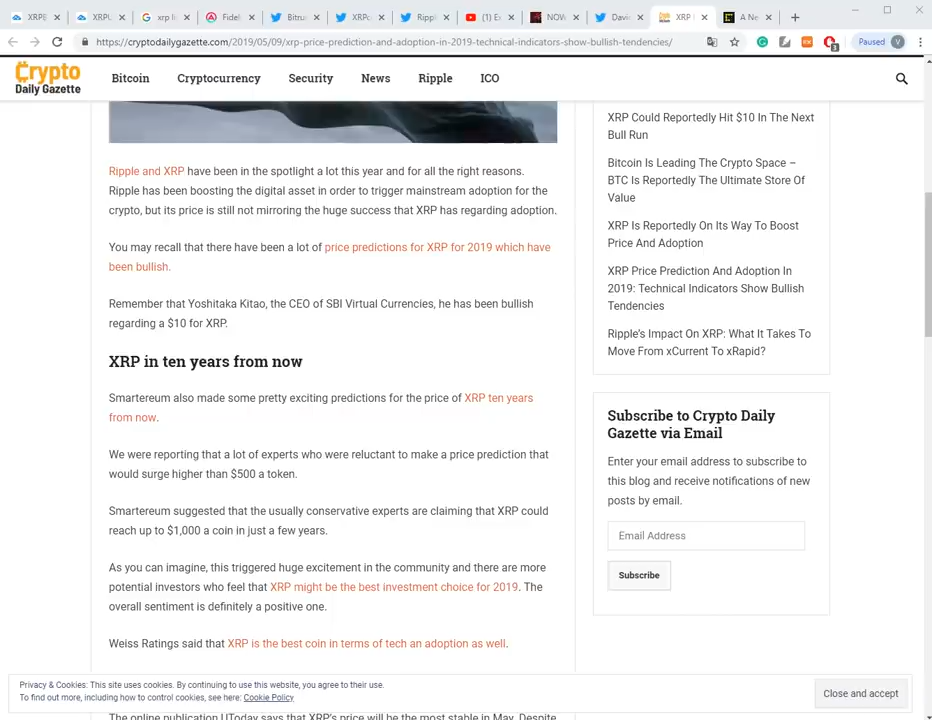 XRPE
XRPL
xrp li
Fidel
Bitru
XRPc
Rippl
(1) E
NOW
Davi
XRP
A Ne
https://cryptodailygazette.com/2019/05/09/xrp-price-prediction-and-adoption-in-2019-technical-indicators-show-bullish-tendencies/
Paused V
Crypto
Daily Gazette
Bitcoin Cryptocurrency Security News Ripple ICO
Ripple and XRP have been in the spotlight a lot this year and for all the right reasons.
Ripple has been boosting the digital asset in order to trigger mainstream adoption for the
crypto, but its price is still not mirroring the huge success that XRP has regarding adoption.
You may recall that there have been a lot of price predictions for XRP for 2019 which have
been bullish.
Remember that Yoshitaka Kitao, the CEO of SBI Virtual Currencies, he has been bullish
regarding a $10 for XRP.
XRP in ten years from now
Smartereum also made some pretty exciting predictions for the price of XRP ten years
from now.
We were reporting that a lot of experts who were reluctant to make a price prediction that
would surge higher than $500 a token.
Smartereum suggested that the usually conservative experts are claiming that XRP could
reach up to $1,000 a coin in just a few years.
As you can imagine, this triggered huge excitement in the community and there are more
potential investors who feel that XRP might be the best investment choice for 2019. The
overall sentiment is definitely a positive one.
Weiss Ratings said that XRP is the best coin in terms of tech an adoption as well.
The online publication UToday says that XRP's price will be the most stable in May. Despite
XRP Could Reportedly Hit $10 In The Next
Bull Run
Bitcoin Is Leading The Crypto Space –
BTC Is Reportedly The Ultimate Store Of
Value
XRP Is Reportedly On Its Way To Boost
Price And Adoption
XRP Price Prediction And Adoption In
2019: Technical Indicators Show Bullish
Tendencies
Ripple's Impact On XRP: What It Takes To
Move From xCurrent To xRapid?
Subscribe to Crypto Daily
Gazette via Email
Enter your email address to subscribe to
this blog and receive notifications of new
posts by email.
Email Address
Subscribe
Privacy & Cookies: This site uses cookies. By continuing to use this website, you agree to their use.
To find out more, including how to control cookies, see here: Cookie Policy
Close and accept